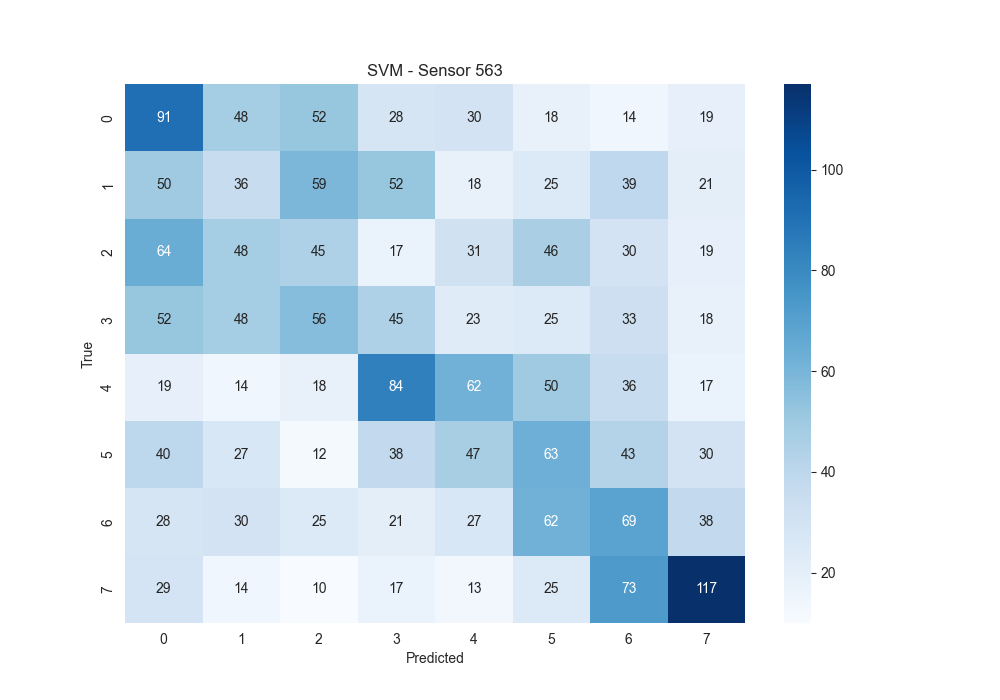 SVM - Sensor 563
0 91 48 52 28 30 18 14 19
1 50 36 59 52 18 25 39 21
2 64 48 45 17 31 46 30 19
3 52 48 56 45 23 25 33 18
4 19 14 18 84 62 50 36 17
5 40 27 12 38 47 63 43 30
6 28 30 25 21 27 62 69 38
7 29 14 10 17 13 25 73 117
0 1 2 3 4 5 6 7
Predicted
True
100
80
60
40
20